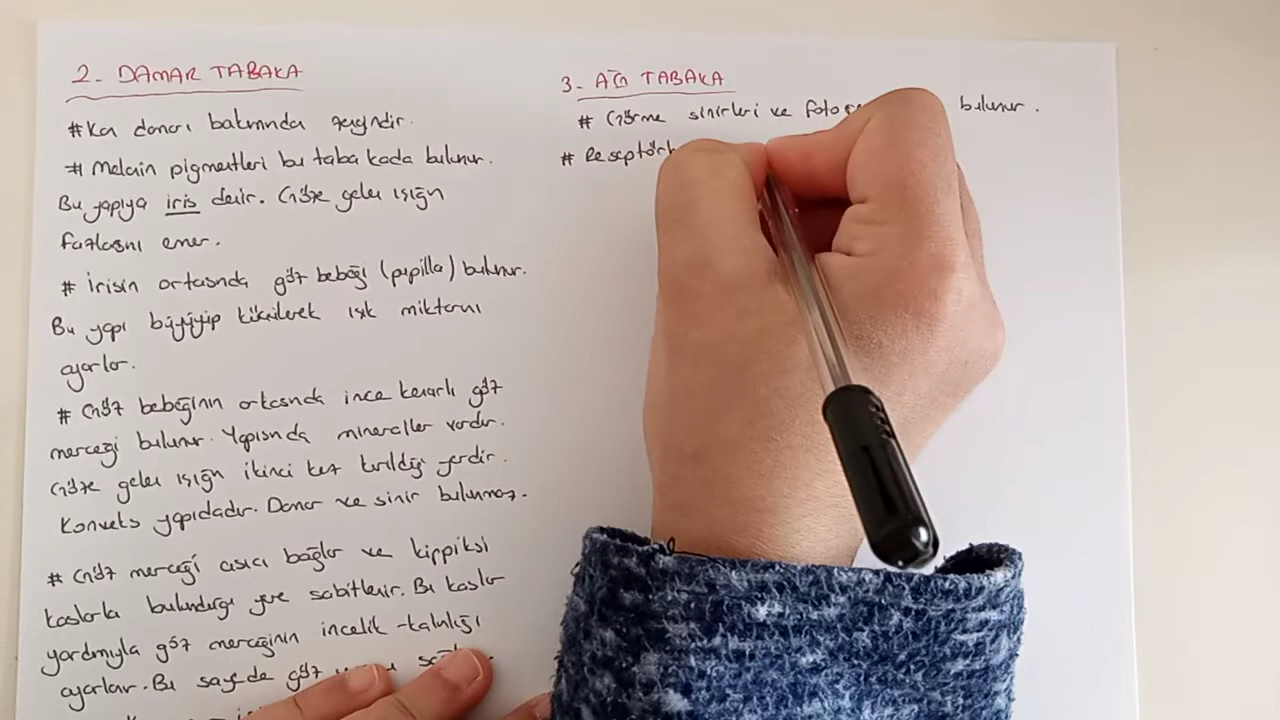 2- DAMAR TABAKA
# Kan damarı bakımında zengindir.
# Melanin pigmentleri bu tabakada bulunur.
Bu yapıya iris denir. Göze gelen ışığın
fazlasını emer.
# İrisin ortasında göz bebeği (pupilla) bulunur.
Bu yapı büyüyüp küçülerek ışık miktarını
ayarlar.
# Göz bebeğinin ortasında ince kenarlı göz
merceği bulunur. Yapısında mineraller vardır.
Göze gelen ışığın ikinci kez kırıldığı yerdir.
Konveks yapıdadır. Damar ve sinir bulunmaz.
# Göz merceği asıcı bağlar ve kirpiksi
kaslarla bulunduğu yere sabitlenir. Bu kaslar
yardımıyla göz merceğinin incelik-kalınlığı
ayarlanır. Bu sayede göz
3- AĞ TABAKA
# Görme sinirleri ve bulunur.
#